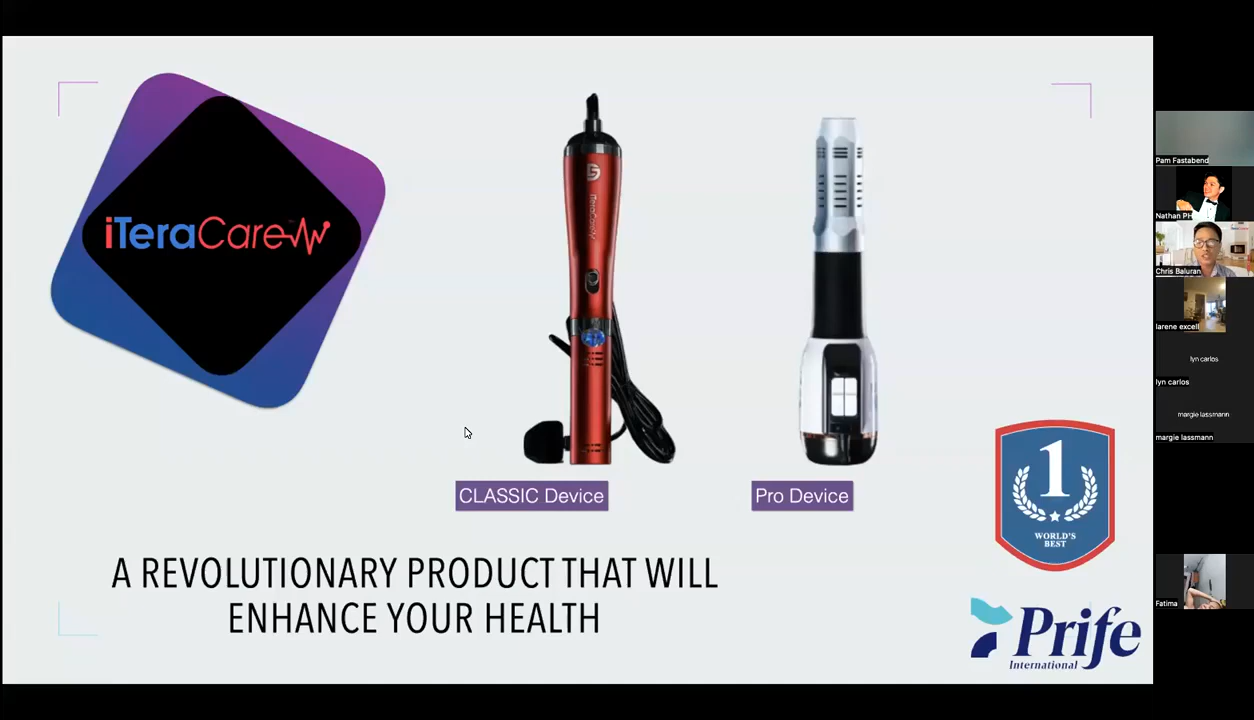 iTeraCare
iTeraCare
CLASSIC Device
Pro Device
1
WORLD'S
BEST
A REVOLUTIONARY PRODUCT THAT WILL
ENHANCE YOUR HEALTH
Prife
International
Pam Fastabend
Nathan PH
Chris Baluran
larene excell
lyn carlos
lyn carlos
margie lassmann
margie lassmann
Fatima